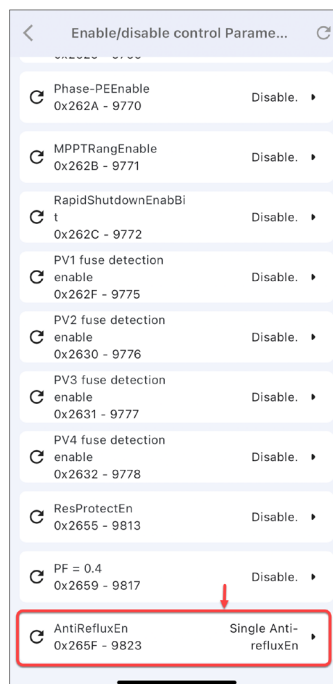 Enable/disable control Parame...
Phase-PEEnable
0x262A - 9770
Disable.
MPPTRangEnable
0x262B - 9771
Disable.
RapidShutdownEnabBi
t
0x262C - 9772
Disable.
PV1 fuse detection
enable
0x262F - 9775
Disable.
PV2 fuse detection
enable
0x2630 - 9776
Disable.
PV3 fuse detection
enable
0x2631 - 9777
Disable.
PV4 fuse detection
enable
0x2632 - 9778
Disable.
ResProtectEn
0x2655 - 9813
Disable.
PF = 0.4
0x2659 - 9817
Disable.
AntiRefluxEn
0x265F - 9823
Single Anti-
refluxEn